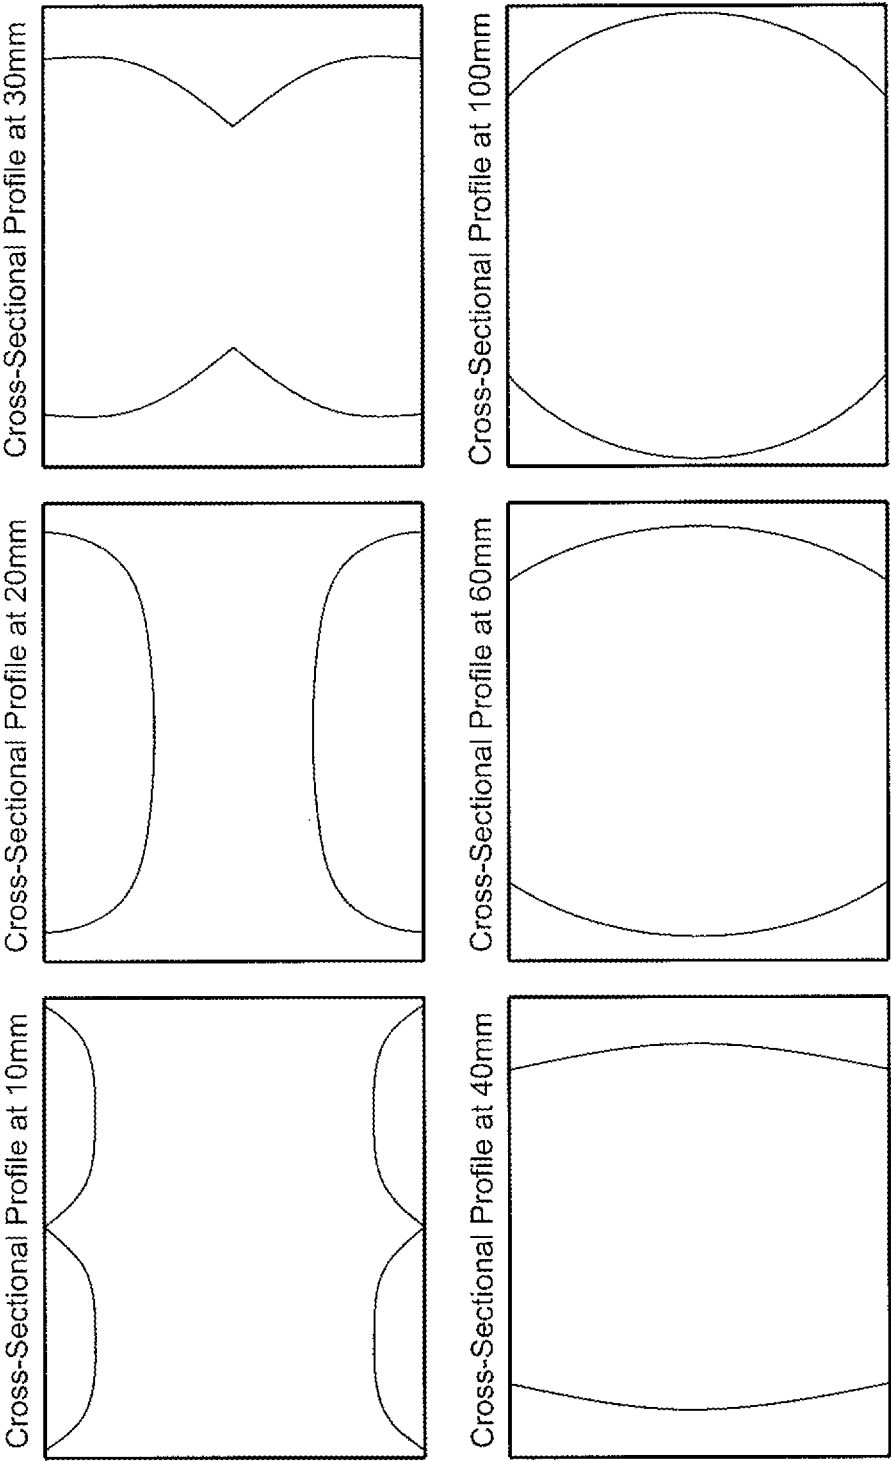 Cross-Sectional Profile at 10mm
Cross-Sectional Profile at 20mm
Cross-Sectional Profile at 30mm
Cross-Sectional Profile at 40mm
Cross-Sectional Profile at 60mm
Cross-Sectional Profile at 100mm